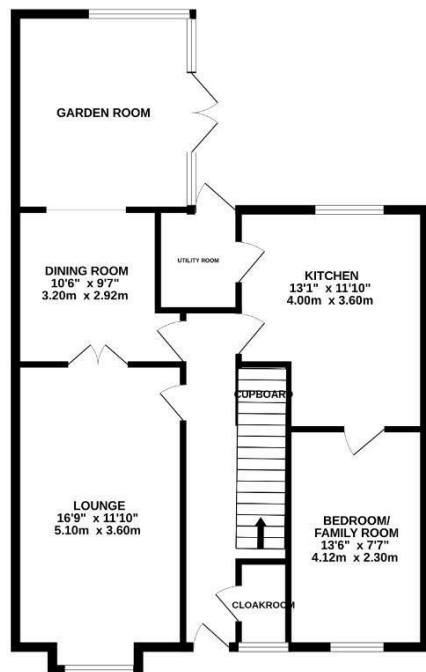 GARDEN ROOM
UTILITY ROOM
DINING ROOM
10'6" x 9'7"
3.20m x 2.92m
KITCHEN
13'1" x 11'10"
4.00m x 3.60m
CUPBOARD
LOUNGE
16'9" x 11'10"
5.10m x 3.60m
BEDROOM/
FAMILY ROOM
13'6" x 7'7"
4.12m x 2.30m
CLOAKROOM